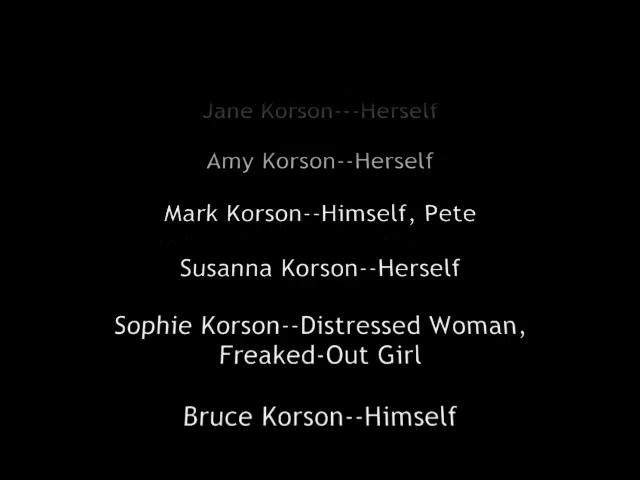 Jane Korson---Herself
Amy Korson--Herself
Mark Korson--Himself, Pete
Susanna Korson--Herself
Sophie Korson--Distressed Woman,
Freaked-Out Girl
Bruce Korson--Himself